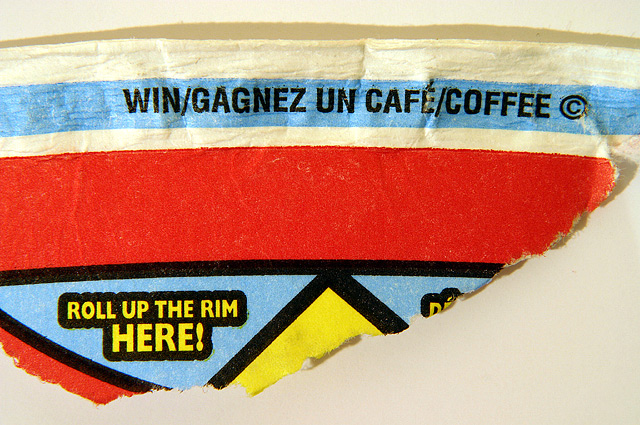 WIN/GAGNEZ UN CAFÉ/COFFEE ©
ROLL UP THE RIM
HERE!